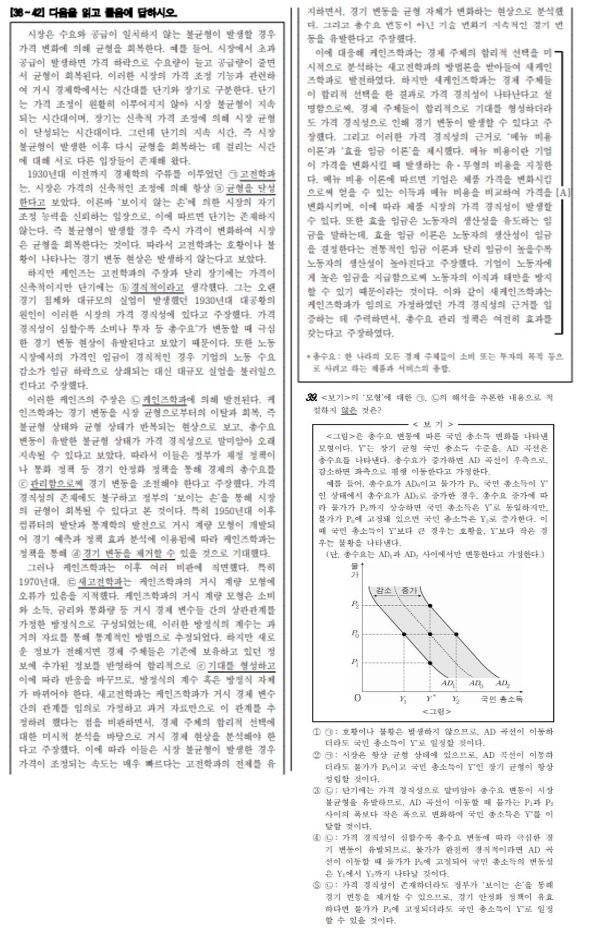 [38~42] 다음을 읽고 물음에 답하시오.
시장은 수요와 공급이 일치하지 않는 불균형이 발생할 경우
가격 변화에 의해 균형을 회복한다. 예를 들어, 시장에서 초과
공급이 발생하면 가격 하락으로 수요량이 늘고 공급량이 줄면
서 균형이 회복된다. 이러한 시장의 가격 조정 기능과 관련하
여 거시 경제학에서는 시간대를 단기와 장기로 구분한다. 단기
는 가격 조정이 원활히 이루어지지 않아 시장 불균형이 지속
되는 시간대이며, 장기는 신축적 가격 조정에 의해 시장 균형
이 달성되는 시간대이다. 그런데 단기의 지속 시간, 즉 시장
불균형이 발생한 이후 다시 균형을 회복하는 데 걸리는 시간
에 대해 서로 다른 입장들이 존재해 왔다.
1930년대 이전까지 경제학의 주류를 이루었던 ㉠고전학파
는, 시장은 가격의 신축적인 조정에 의해 항상 ⓐ균형을 달성
한다고 보았다. 이른바 '보이지 않는 손'에 의한 시장의 자기
조정 능력을 신뢰하는 입장으로, 이에 따르면 단기는 존재하지
않는다. 즉 불균형이 발생할 경우 즉시 가격이 변화하여 시장
은 균형을 회복한다는 것이다. 따라서 고전학파는 호황이나 불
황이 나타나는 경기 변동 현상은 발생하지 않는다고 보았다.
하지만 케인즈는 고전학파의 주장과 달리 장기에는 가격이
신축적이지만 단기에는 ⓑ경직적이라고 생각했다. 그는 오랜
경기 침체와 대규모의 실업이 발생했던 1930년대 대공황의
원인이 이러한 시장의 가격 경직성에 있다고 주장했다. 가격
경직성이 심할수록 소비나 투자 등 총수요*가 변동할 때 극심
한 경기 변동 현상이 유발된다고 보았기 때문이다. 또한 노동
시장에서의 가격인 임금이 경직적인 경우 기업의 노동 수요
감소가 임금 하락으로 상쇄되는 대신 대규모 실업을 불러일으
킨다고 주장했다.
이러한 케인즈의 주장은 ㉡케인즈학파에 의해 발전된다. 케
인즈학파는 경기 변동을 시장 균형으로부터의 이탈과 회복, 즉
불균형 상태와 균형 상태가 반복되는 현상으로 보고, 총수요
변동이 유발한 불균형 상태가 가격 경직성으로 말미암아 오래
지속될 수 있다고 보았다. 따라서 이들은 정부가 재정 정책이
나 통화 정책 등 경기 안정화 정책을 통해 경제의 총수요를
ⓒ관리함으로써 경기 변동을 조정해야 한다고 주장했다. 가격
경직성의 존재에도 불구하고 정부의 '보이는 손'을 통해 시장
의 균형이 회복될 수 있다고 본 것이다. 특히 1950년대 이후
컴퓨터의 발달과 통계학의 발전으로 거시 계량 모형이 개발되
어 경기 예측과 정책 효과 분석에 이용됨에 따라 케인즈학파는
정책을 통해 ⓓ경기 변동을 제거할 수 있을 것으로 기대했다.
그러나 케인즈학파는 이후 여러 비판에 직면했다. 특히
1970년대, ㉢새고전학파는 케인즈학파의 거시 계량 모형에
오류가 있음을 지적했다. 케인즈학파의 거시 계량 모형은 소비
와 소득, 금리와 통화량 등 거시 경제 변수들 간의 상관관계를
가정한 방정식으로 구성되었는데, 이러한 방정식의 계수는 과
거의 자료를 통해 통계적인 방법으로 추정되었다. 하지만 새로
운 정보가 전해지면 경제 주체들은 기존에 보유하고 있던 정
보에 추가된 정보를 반영하여 합리적으로 ⓔ기대를 형성하고
이에 따라 반응을 바꾸므로, 방정식의 계수 혹은 방정식 자체
가 바뀌어야 한다. 새고전학파는 케인즈학파가 거시 경제 변수
간의 관계를 임의로 가정하고 과거 자료만으로 이 관계를 추
정하려 했다는 점을 비판하면서, 경제 주체의 합리적 선택에
대한 미시적 분석을 바탕으로 거시 경제 현상을 분석해야 한
다고 주장했다. 이에 따라 이들은 시장 불균형이 발생한 경우
가격이 조정되는 속도는 매우 빠르다는 고전학파의 전제를 유
지하면서, 경기 변동을 균형 자체가 변화하는 현상으로 분석했
다. 그리고 총수요 변동이 아닌 기술 변화가 지속적인 경기 변
동을 유발한다고 주장했다.
이에 대응해 케인즈학파는 경제 주체의 합리적 선택을 미
시적으로 분석하는 새고전학파의 방법론을 받아들여 새케인
즈학파로 발전하였다. 하지만 새케인즈학파는 경제 주체들
이 합리적 선택을 한 결과로 가격 경직성이 나타난다고 설
명함으로써, 경제 주체들이 합리적으로 기대를 형성하더라
도 가격 경직성으로 인해 경기 변동이 발생할 수 있다고 주
장했다. 그리고 이러한 가격 경직성의 근거로 '메뉴 비용
이론'과 '효율 임금 이론'을 제시했다. 메뉴 비용이란 기업
이 가격을 변화시킬 때 발생하는 유·무형의 비용을 지칭한
다. 메뉴 비용 이론에 따르면 기업은 제품 가격을 변화시킴
으로써 얻을 수 있는 이득과 메뉴 비용을 비교하여 가격을 [A]
변화시키며, 이에 따라 제품 시장의 가격 경직성이 발생할
수 있다. 또한 효율 임금은 노동자의 생산성을 유도하는 임
금을 말하는데, 효율 임금 이론은 노동자의 생산성이 임금
을 결정한다는 전통적인 임금 이론과 달리 임금이 높을수록
노동자의 생산성이 높아진다고 주장했다. 기업이 노동자에
게 높은 임금을 지급함으로써 노동자의 이직과 태만을 방지
할 수 있기 때문이라는 것이다. 이와 같이 새케인즈학파는
케인즈학파가 임의로 가정하였던 가격 경직성의 근거를 입
증하는 데 주력하면서, 총수요 관리 정책은 여전히 효과를
갖는다고 주장하였다.
*총수요: 한 나라의 모든 경제 주체들이 소비 또는 투자의 목적 등으
로 사려고 하는 제품과 서비스의 총합.
39. <보기>의 '모형'에 대한 ㉠, ㉡의 해석을 추론한 내용으로 적
절하지 않은 것은?
< 보 기 >
<그림>은 총수요 변동에 따른 국민 총소득 변화를 나타낸
모형이다. Y*는 장기 균형 국민 총소득 수준을, AD 곡선은
총수요를 나타낸다. 총수요가 증가하면 AD 곡선이 우측으로,
감소하면 좌측으로 평행 이동한다고 가정한다.
예를 들어, 총수요가 AD₀이고 물가가 P₀, 국민 총소득이 Y*
인 상태에서 총수요가 AD₂로 증가한 경우, 총수요 증가에 따
라 물가가 P₂까지 상승하면 국민 총소득은 Y*로 동일하지만,
물가가 P₀에 고정돼 있으면 국민 총소득은 Y₂로 증가한다. 이
때 국민 총소득이 Y*보다 큰 경우는 호황을, Y*보다 작은 경
우는 불황을 나타낸다.
(단, 총수요는 AD₁과 AD₂ 사이에서만 변동한다고 가정한다.)
물
가
감소 증가
P₂
P₀
P₁
AD₁ AD₀ AD₂
O Y₁ Y* Y₂ 국민 총소득
<그림>
① ㉠: 호황이나 불황은 발생하지 않으므로, AD 곡선이 이동하
더라도 국민 총소득이 Y*로 일정할 것이다.
② ㉠: 시장은 항상 균형 상태에 있으므로, AD 곡선이 이동하
더라도 물가가 P₀이고 국민 총소득이 Y*인 장기 균형이 항상
성립할 것이다.
③ ㉡: 단기에는 가격 경직성으로 말미암아 총수요 변동이 시장
불균형을 유발하므로, AD 곡선이 이동할 때 물가는 P₁과 P₂
사이의 폭보다 작은 폭으로 변화하여 국민 총소득은 Y*를 이
탈할 것이다.
④ ㉡: 가격 경직성이 심할수록 총수요 변동에 따라 극심한 경
기 변동이 유발되므로, 물가가 완전히 경직적이라면 AD 곡
선이 이동할 때 물가가 P₀에 고정되어 국민 총소득의 변동성
은 Y₁에서 Y₂까지 나타날 것이다.
⑤ ㉡: 가격 경직성이 존재하더라도 정부가 '보이는 손'을 통해
경기 변동을 제거할 수 있으므로, 경기 안정화 정책이 유효
하다면 물가가 P₀에 고정되더라도 국민 총소득이 Y*로 일정
할 수 있을 것이다.